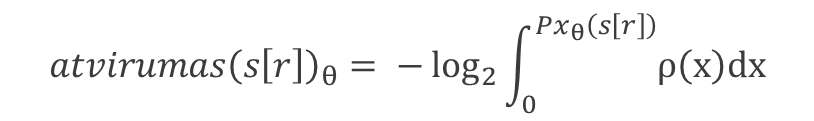 atvirumas(s[r])θ = − log₂ ∫₀^Pxθ(s[r]) ρ(x)dx